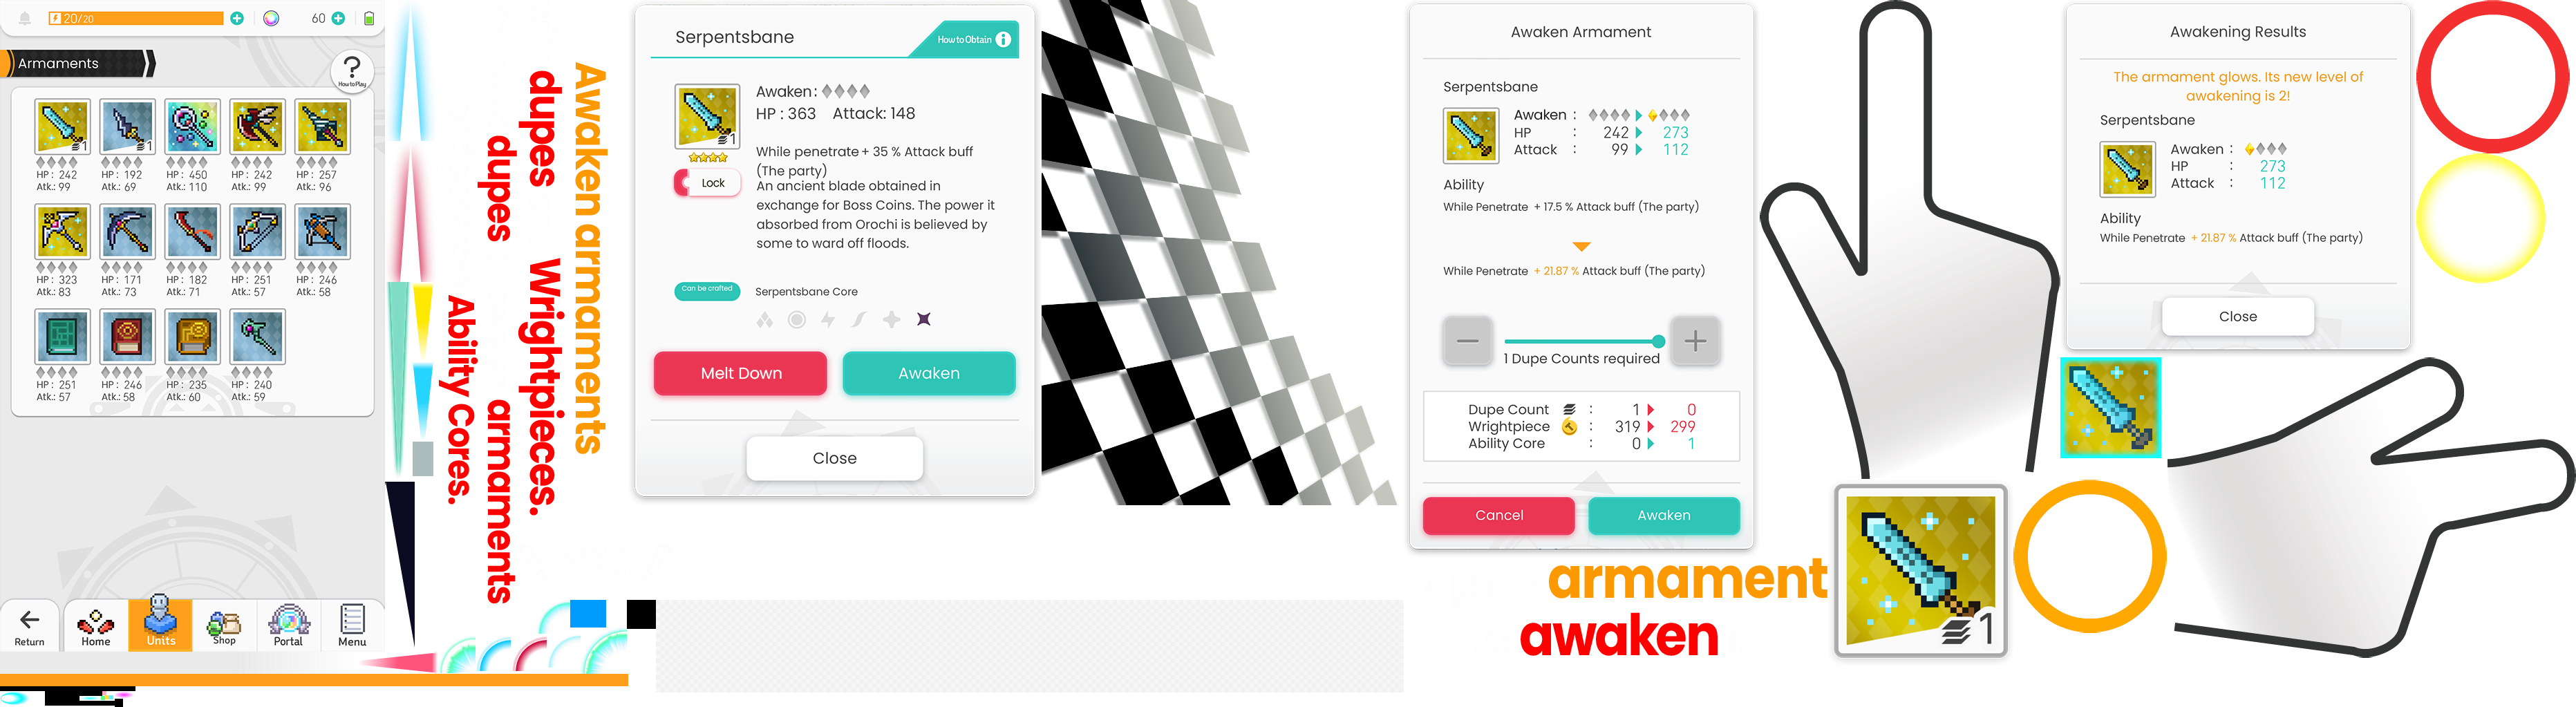 20/20
60
Armaments
?
How to Play
1
1
HP : 242
Atk.: 99
HP : 192
Atk.: 69
HP : 450
Atk.: 110
HP : 242
Atk.: 99
HP : 257
Atk.: 96
HP : 323
Atk.: 83
HP : 171
Atk.: 73
HP : 182
Atk.: 71
HP : 251
Atk.: 57
HP : 246
Atk.: 58
HP : 251
Atk.: 57
HP : 246
Atk.: 58
HP : 235
Atk.: 60
HP : 240
Atk.: 59
Return
Home
Units
Shop
Portal
Menu
Awaken armaments
dupes
Wrightpieces.
dupes
armaments
Ability Cores.
Serpentsbane
How to Obtain
1
Awaken :
HP : 363 Attack: 148
While penetrate + 35 % Attack buff
(The party)
Lock
An ancient blade obtained in
exchange for Boss Coins. The power it
absorbed from Orochi is believed by
some to ward off floods.
Can be crafted
Serpentsbane Core
Melt Down
Awaken
Close
Awaken Armament
Serpentsbane
Awaken :
HP : 242 273
Attack : 99 112
Ability
While Penetrate + 17.5 % Attack buff (The party)
While Penetrate + 21.87 % Attack buff (The party)
1 Dupe Counts required
Dupe Count : 1 0
Wrightpiece : 319 299
Ability Core : 0 1
Cancel
Awaken
armament
awaken
1
Awakening Results
The armament glows. Its new level of
awakening is 2!
Serpentsbane
Awaken :
HP : 273
Attack : 112
Ability
While Penetrate + 21.87 % Attack buff (The party)
Close